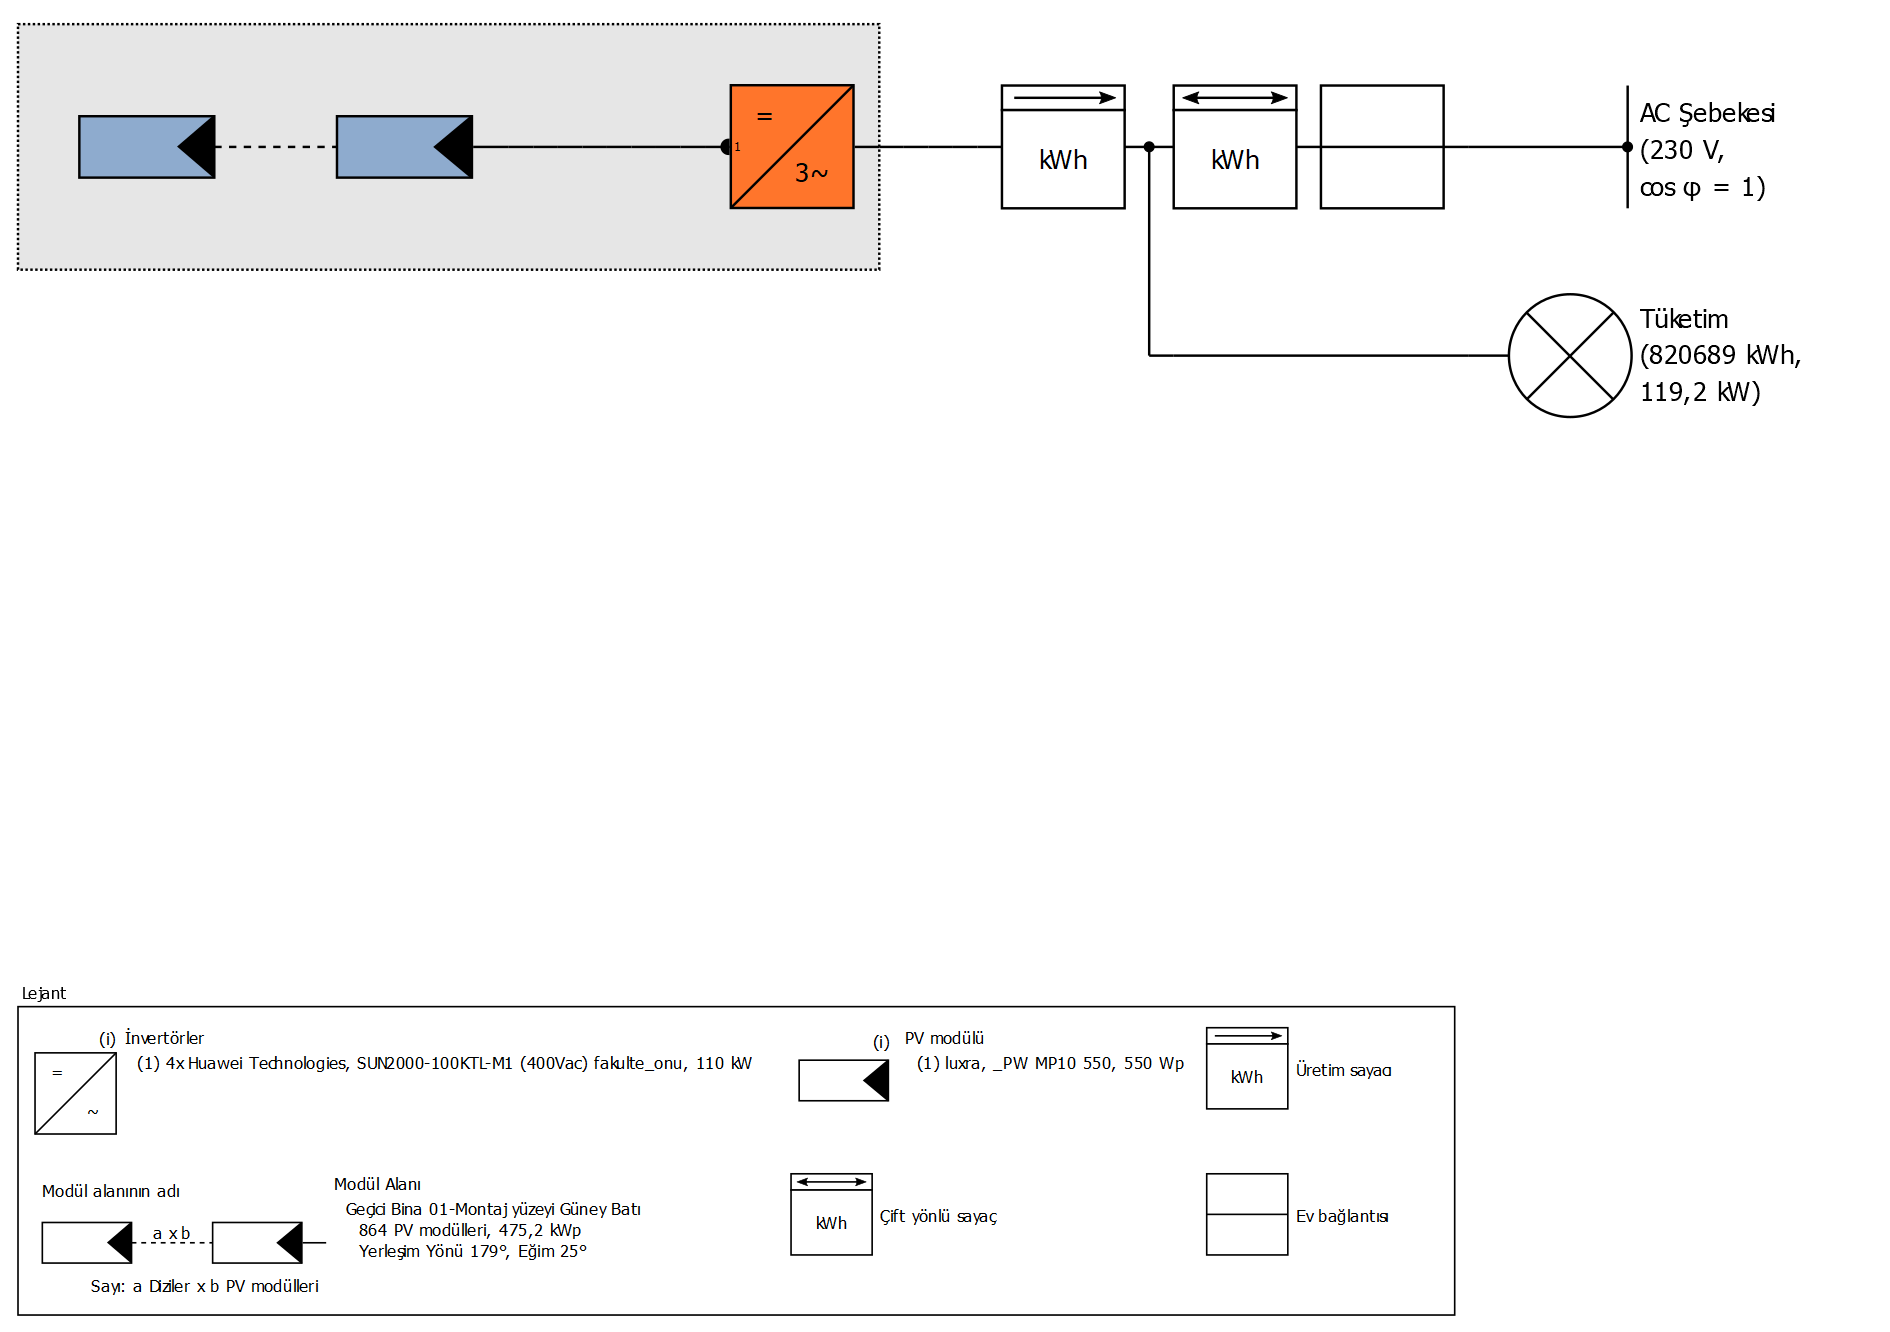 =
1
3~
kWh
kWh
AC Şebekesi
(230 V,
cos φ = 1)
Tüketim
(820689 kWh,
119,2 kW)
Lejant
(i) İnvertörler
(1) 4x Huawei Technologies, SUN2000-100KTL-M1 (400Vac) fakulte_onu, 110 kW
=
~
(i) PV modülü
(1) luxra, _PW MP10 550, 550 Wp
kWh
Üretim sayacı
Modül alanının adı
a x b
Sayı: a Diziler x b PV modülleri
Modül Alanı
Geçici Bina 01-Montaj yüzeyi Güney Batı
864 PV modülleri, 475,2 kWp
Yerleşim Yönü 179°, Eğim 25°
kWh
Çift yönlü sayaç
Ev bağlantısı